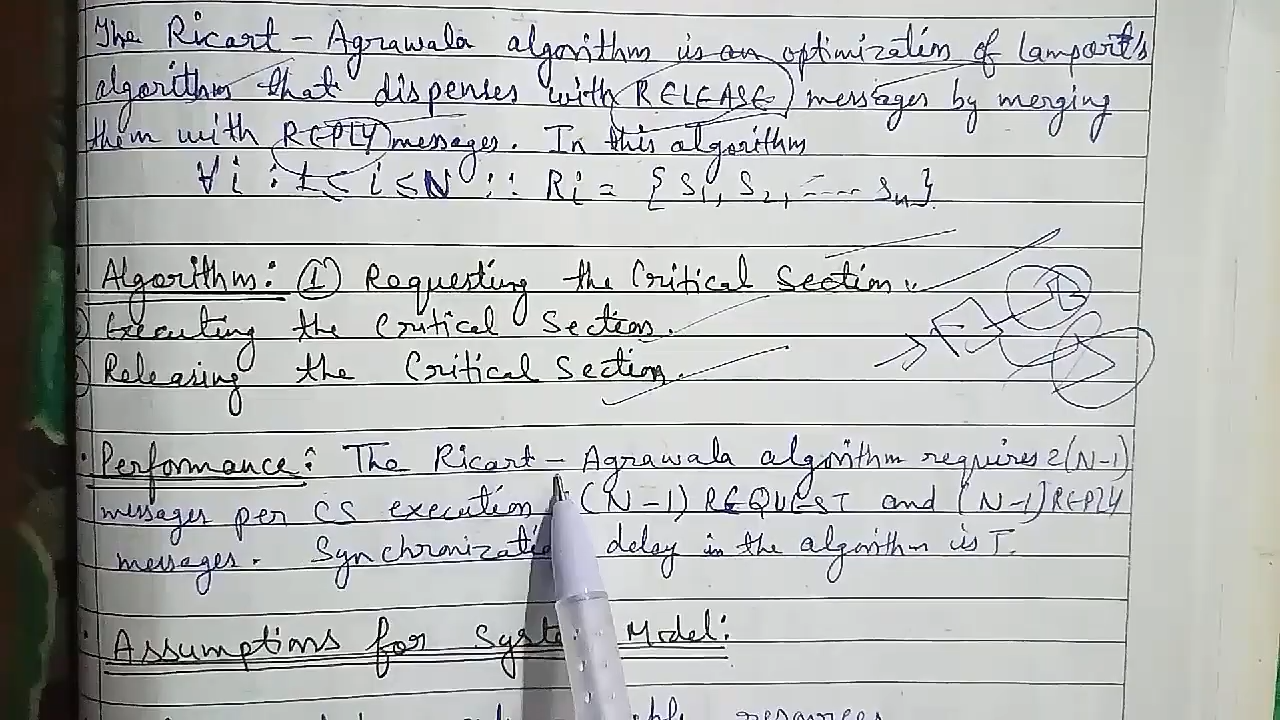 The Ricart - Agrawala algorithm is an optimization of lamport's
algorithm that dispenses with RELEASE messages by merging
them with REPLY messages. In this algorithm
∀i : 1 ≤ i ≤ N :: Ri = {S1, S2, ---- Sn}
Algorithm: ① Requesting the Critical Section.
Executing the Critical Section.
Releasing the Critical Section.
Performance: The Ricart - Agrawala algorithm requires 2(N-1)
messages per CS execution (N-1) REQUEST and (N-1) REPLY
messages. Synchronization delay in the algorithm is T.
Assumptions for System Model: